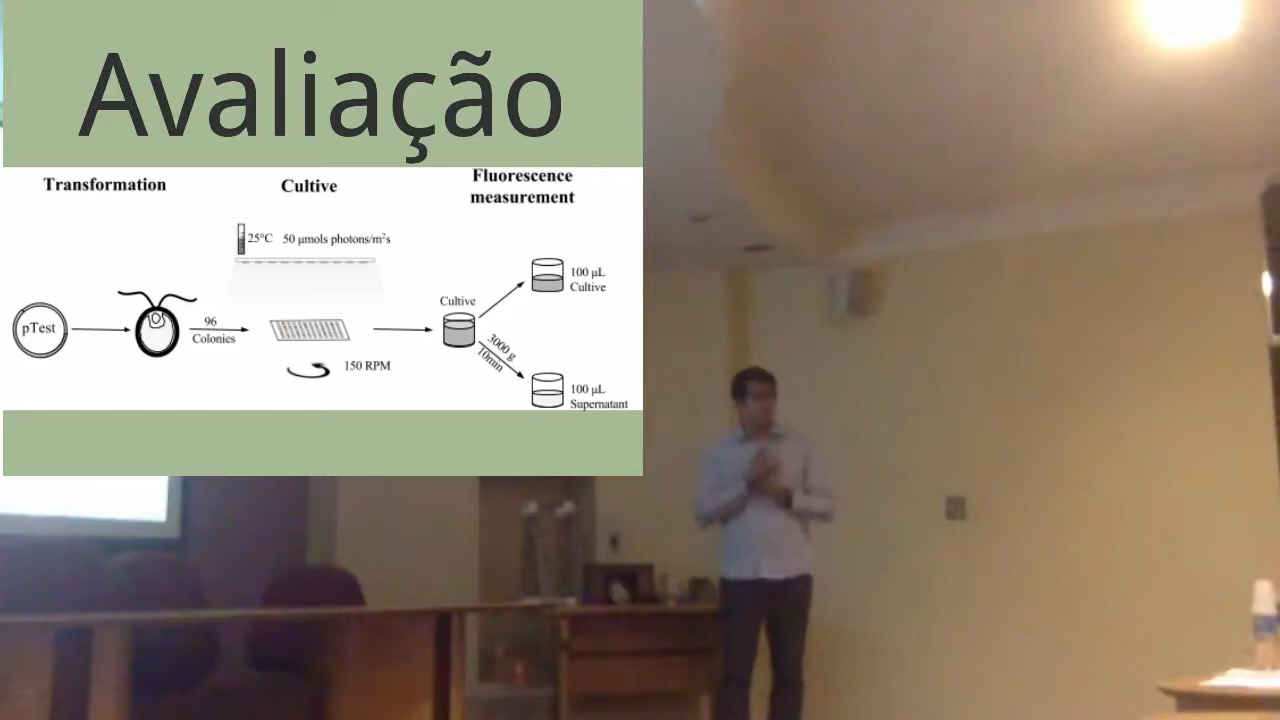 Avaliação
Transformation
Cultive
Fluorescence
measurement
25°C 50 µmols photons/m²s
pTest
96
Colonies
150 RPM
Cultive
3000 g
10min
100 µL
Cultive
100 µL
Supernatant